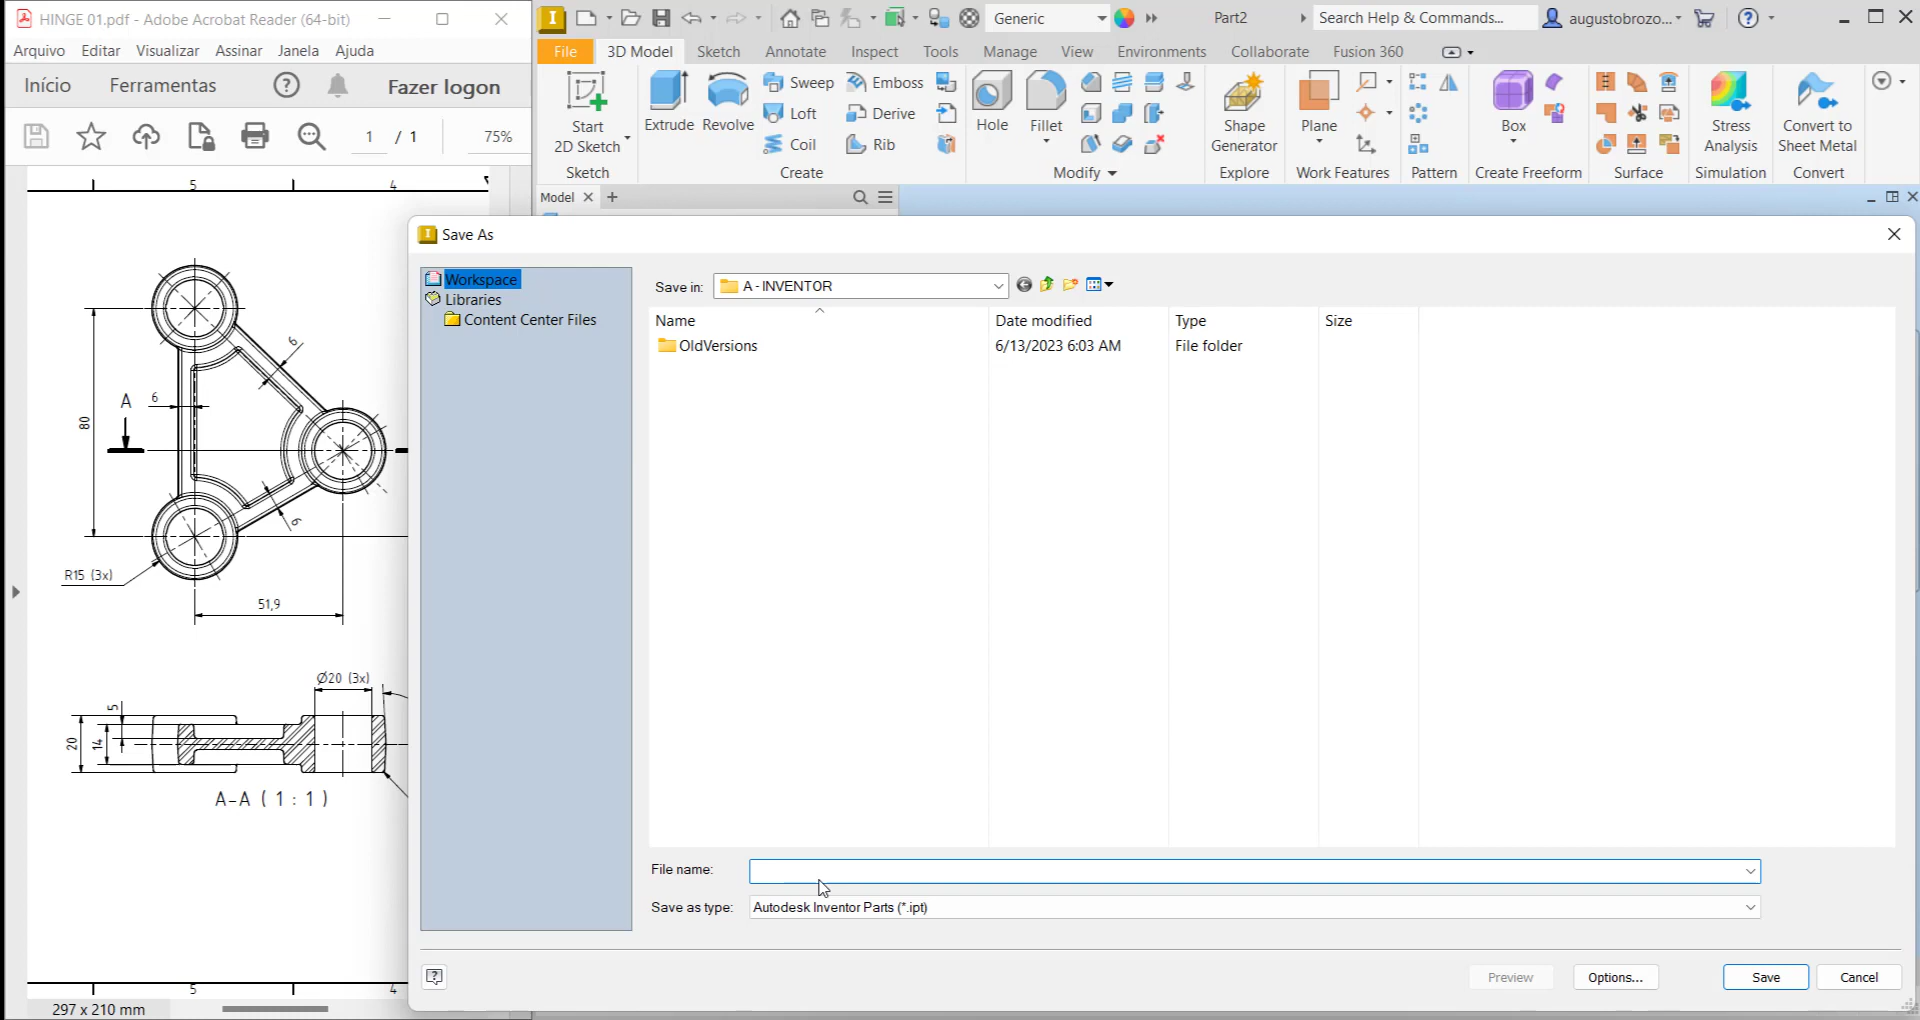 HINGE 01.pdf - Adobe Acrobat Reader (64-bit)
Arquivo Editar Visualizar Assinar Janela Ajuda
Início Ferramentas Fazer logon
1 / 1 75%
5 4
6
A 6
80
6
R15 (3x)
51,9
Ø20 (3x)
5
20 14
A-A ( 1 : 1 )
5 4
297 x 210 mm
Generic Part2 Search Help & Commands... augustobrozo...
File 3D Model Sketch Annotate Inspect Tools Manage View Environments Collaborate Fusion 360
Start
2D Sketch
Sketch
Extrude Revolve Sweep Emboss
Loft Derive
Coil Rib
Create
Hole Fillet
Modify
Shape
Generator
Explore
Plane
Work Features
Pattern
Box
Create Freeform
Surface
Stress
Analysis
Simulation
Convert to
Sheet Metal
Convert
Model
Save As
Workspace
Libraries
Content Center Files
Save in: A - INVENTOR
Name Date modified Type Size
OldVersions 6/13/2023 6:03 AM File folder
File name:
Save as type: Autodesk Inventor Parts (*.ipt)
Preview Options... Save Cancel